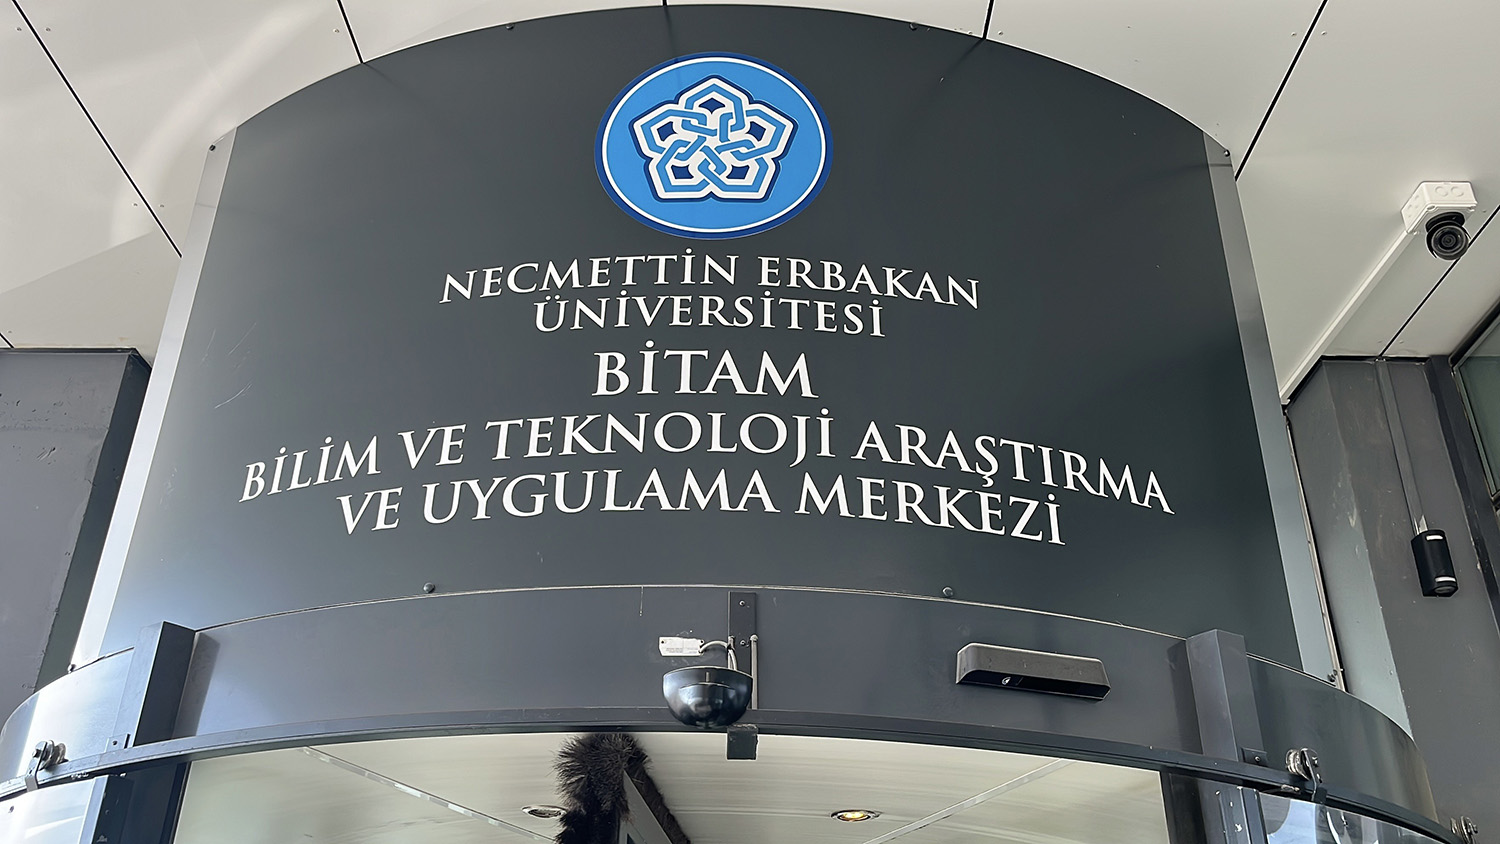 NECMETTİN ERBAKAN
ÜNİVERSİTESİ
BİTAM
BİLİM VE TEKNOLOJİ ARAŞTIRMA
VE UYGULAMA MERKEZİ